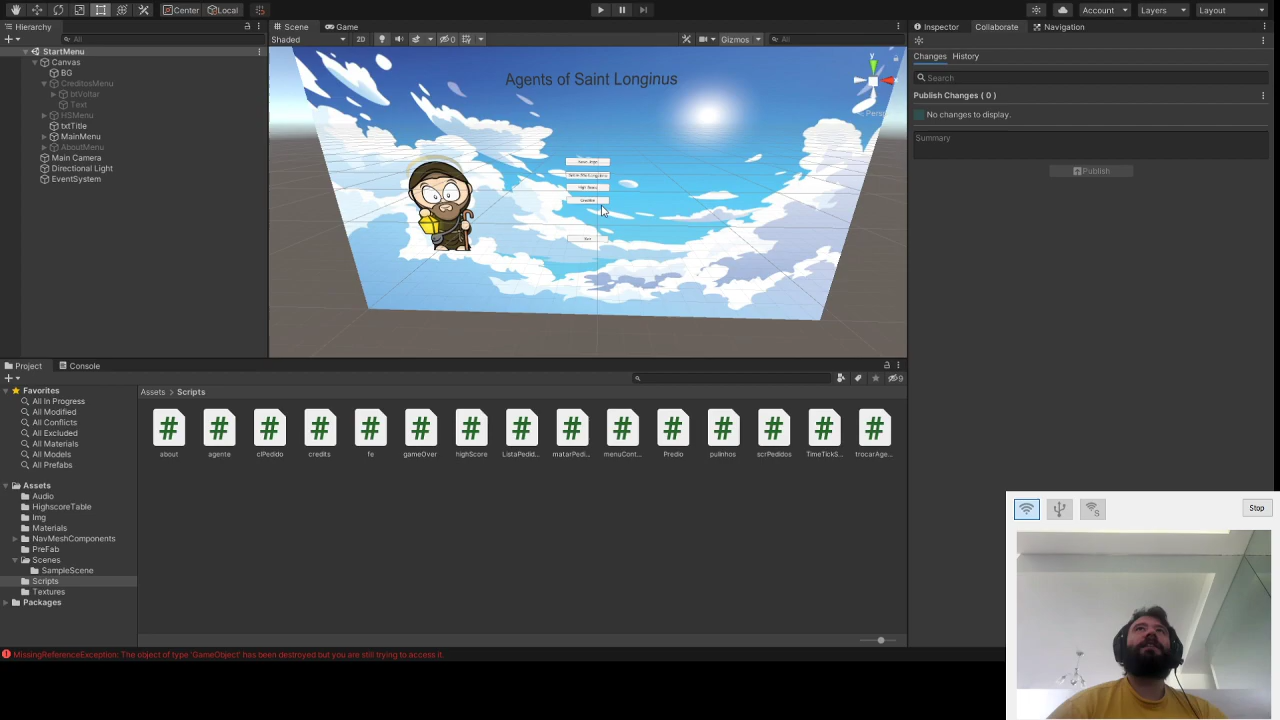 Center
Local
Account
Layers
Layout
Hierarchy
All
StartMenu
Canvas
BG
CreditosMenu
btVoltar
Text
HSMenu
txtTitle
MainMenu
AboutMenu
Main Camera
Directional Light
EventSystem
Scene
Game
Shaded
2D
0
Gizmos
All
Agents of Saint Longinus
y
Persp
Inspector
Collaborate
Navigation
Changes
History
Search
Publish Changes ( 0 )
No changes to display.
Summary
Publish
Project
Console
9
Favorites
All In Progress
All Modified
All Conflicts
All Excluded
All Materials
All Models
All Prefabs
Assets
Audio
HighscoreTable
Img
Materials
NavMeshComponents
PreFab
Scenes
SampleScene
Scripts
Textures
Packages
Assets > Scripts
about
agente
clPedido
credits
fe
gameOver
highScore
ListaPedid...
matarPedi...
menuCont...
Predio
pulinhos
scrPedidos
TimeTickS...
trocarAge...
MissingReferenceException: The object of type 'GameObject' has been destroyed but you are still trying to access it.
S
Stop